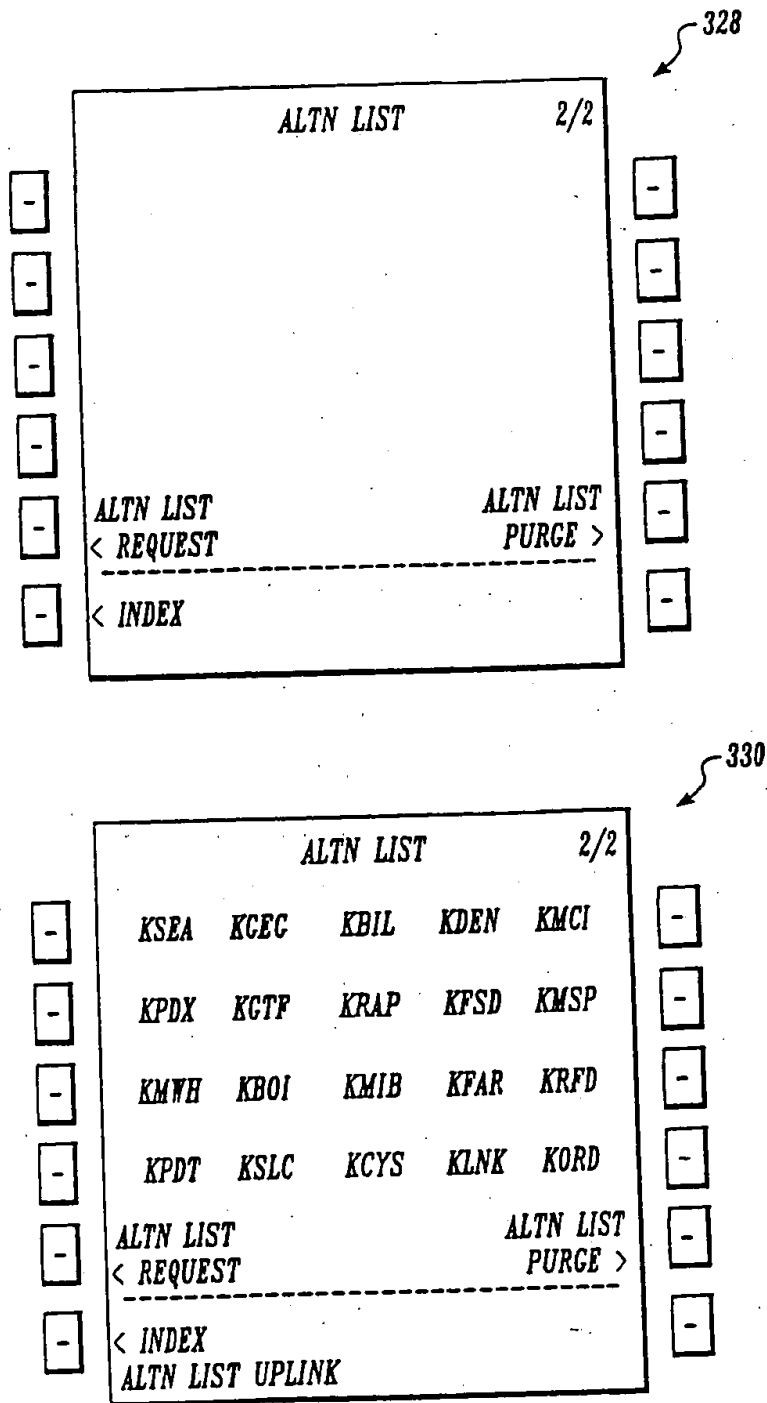 328
ALTN LIST 2/2
ALTN LIST ALTN LIST
< REQUEST PURGE >
< INDEX
330
ALTN LIST 2/2
KSEA KGEG KBIL KDEN KMCI
KPDX KGTF KRAP KFSD KMSP
KMWH KBOI KMIB KFAR KRFD
KPDT KSLC KCYS KLNK KORD
ALTN LIST ALTN LIST
< REQUEST PURGE >
< INDEX
ALTN LIST UPLINK